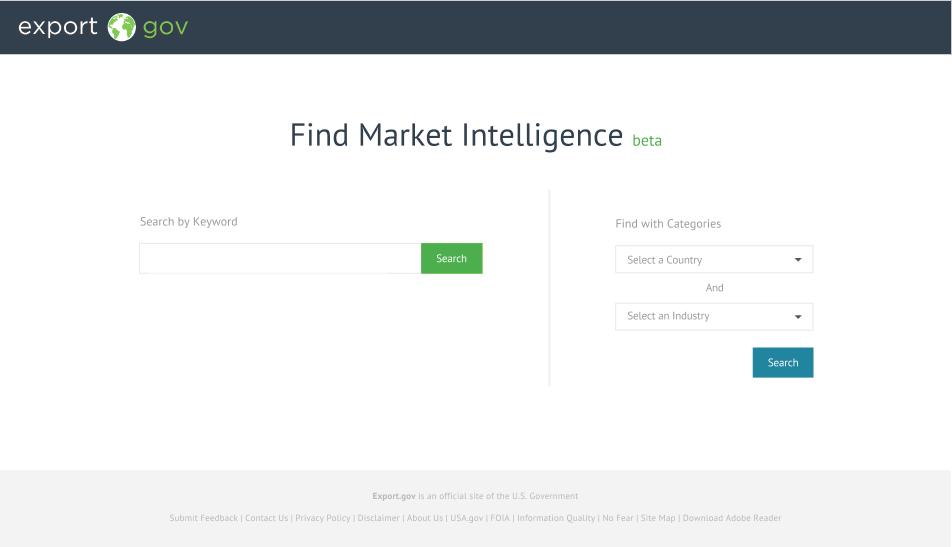 export gov
Find Market Intelligence beta
Search by Keyword
Search
Find with Categories
Select a Country
And
Select an Industry
Search
Export.gov is an official site of the U.S. Government
Submit Feedback | Contact Us | Privacy Policy | Disclaimer | About Us | USA.gov | FOIA | Information Quality | No Fear | Site Map | Download Adobe Reader